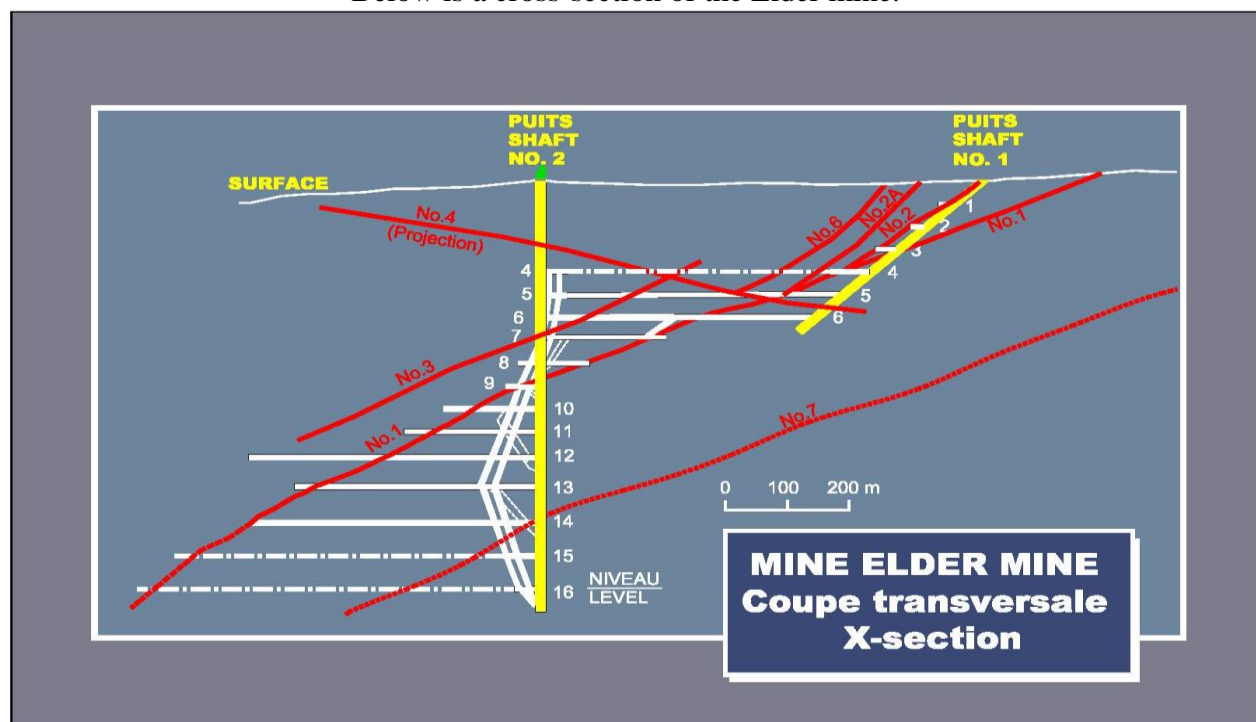 Below is a cross-section of the Elder mine.
PUITS
SHAFT
NO. 2
PUITS
SHAFT
NO. 1
SURFACE
No.4
(Projection)
No.6
No.2A
No.2
No.1
1
2
3
4
5
6
4
5
6
7
8
9
No.3
No.1
No.7
10
11
12
13
14
15
16
NIVEAU
LEVEL
0 100 200 m
MINE ELDER MINE
Coupe transversale
X-section